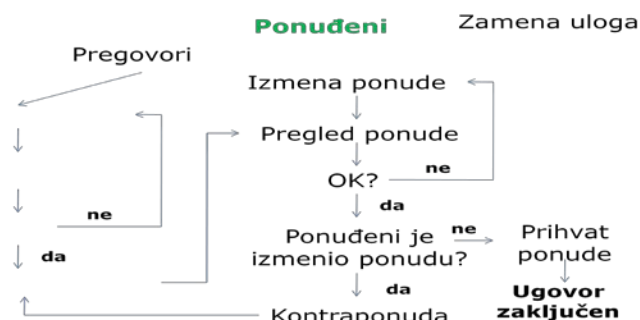 Ponuđeni
Zamena uloga
Pregovori
Izmena ponude
Pregled ponude
OK?
ne
da
ne
da
Ponuđeni je
izmenio ponudu?
ne
da
Prihvat
ponude
Ugovor
zaključen
Kontraponuda